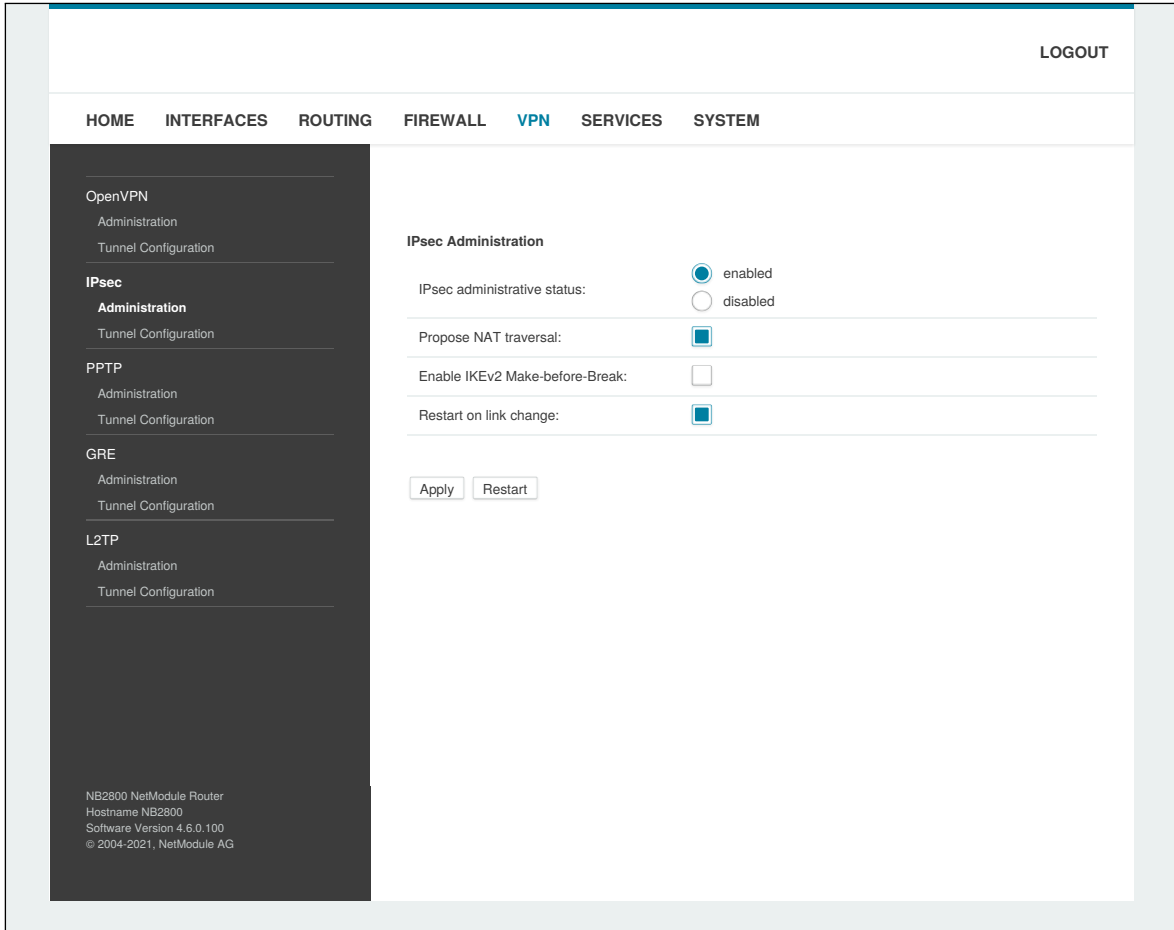 LOGOUT
HOME INTERFACES ROUTING FIREWALL VPN SERVICES SYSTEM
OpenVPN
Administration
Tunnel Configuration
IPsec
Administration
Tunnel Configuration
PPTP
Administration
Tunnel Configuration
GRE
Administration
Tunnel Configuration
L2TP
Administration
Tunnel Configuration
NB2800 NetModule Router
Hostname NB2800
Software Version 4.6.0.100
© 2004-2021, NetModule AG
IPsec Administration
IPsec administrative status:
enabled
disabled
Propose NAT traversal:
Enable IKEv2 Make-before-Break:
Restart on link change:
Apply Restart